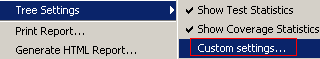 Tree Settings
Print Report...
Generate HTML Report...
Show Test Statistics
Show Coverage Statistics
Custom settings...